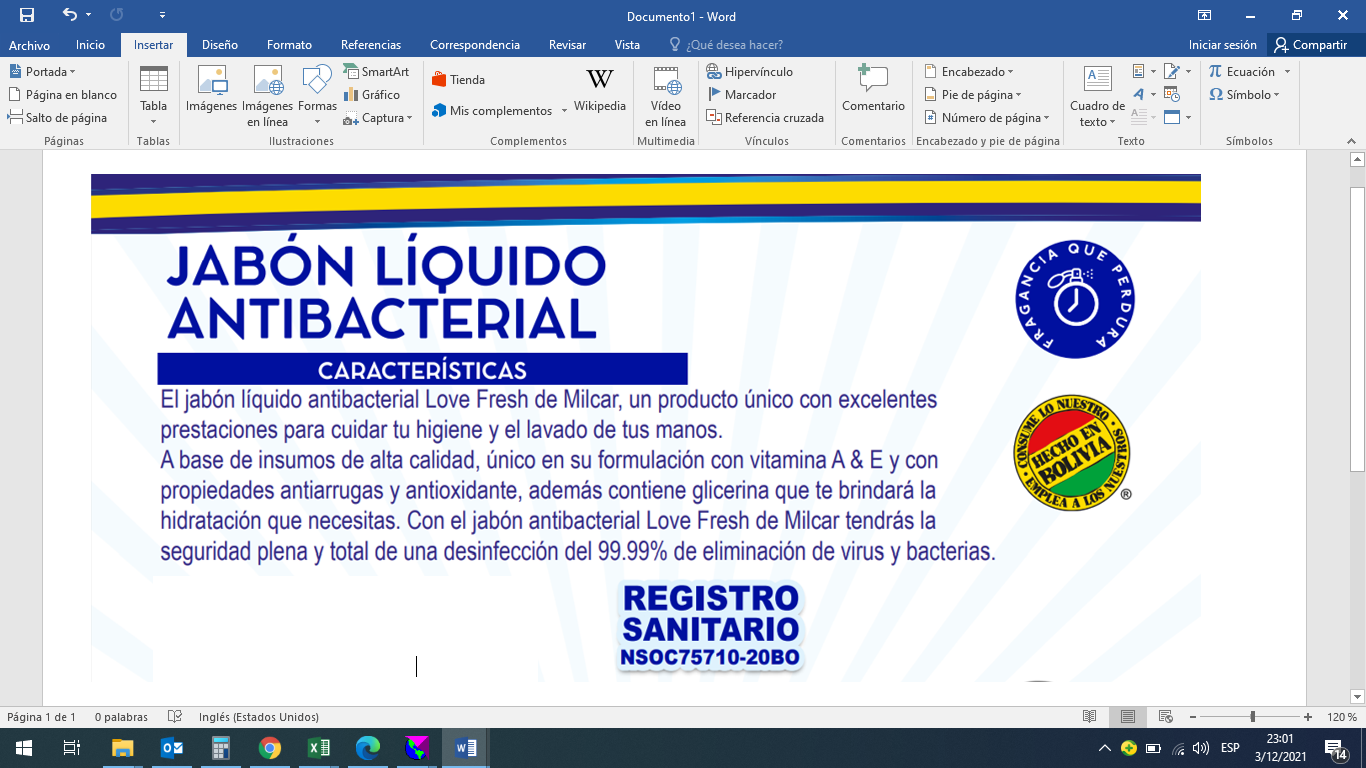 Documento1 - Word
Archivo Inicio Insertar Diseño Formato Referencias Correspondencia Revisar Vista ¿Qué desea hacer? Iniciar sesión Compartir
Portada
Página en blanco
Salto de página
Páginas
Tabla
Tablas
Imágenes
Imágenes en línea
Formas
SmartArt
Gráfico
Captura
Ilustraciones
Tienda
Mis complementos
W
Wikipedia
Complementos
Vídeo en línea
Multimedia
Hipervínculo
Marcador
Referencia cruzada
Vínculos
Comentario
Comentarios
Encabezado
Pie de página
Número de página
Encabezado y pie de página
A
Cuadro de texto
Texto
π Ecuación
Ω Símbolo
Símbolos
JABÓN LÍQUIDO
ANTIBACTERIAL
FRAGANCIA QUE PERDURA
CARACTERÍSTICAS
El jabón líquido antibacterial Love Fresh de Milcar, un producto único con excelentes
prestaciones para cuidar tu higiene y el lavado de tus manos.
A base de insumos de alta calidad, único en su formulación con vitamina A & E y con
propiedades antiarrugas y antioxidante, además contiene glicerina que te brindará la
hidratación que necesitas. Con el jabón antibacterial Love Fresh de Milcar tendrás la
seguridad plena y total de una desinfección del 99.99% de eliminación de virus y bacterias.
· CONSUME LO NUESTRO ·
HECHO EN
BOLIVIA
EMPLEA A LOS NUESTROS
®
REGISTRO
SANITARIO
NSOC75710-20BO
Página 1 de 1 0 palabras Inglés (Estados Unidos) 120 %
ESP
23:01
3/12/2021
14